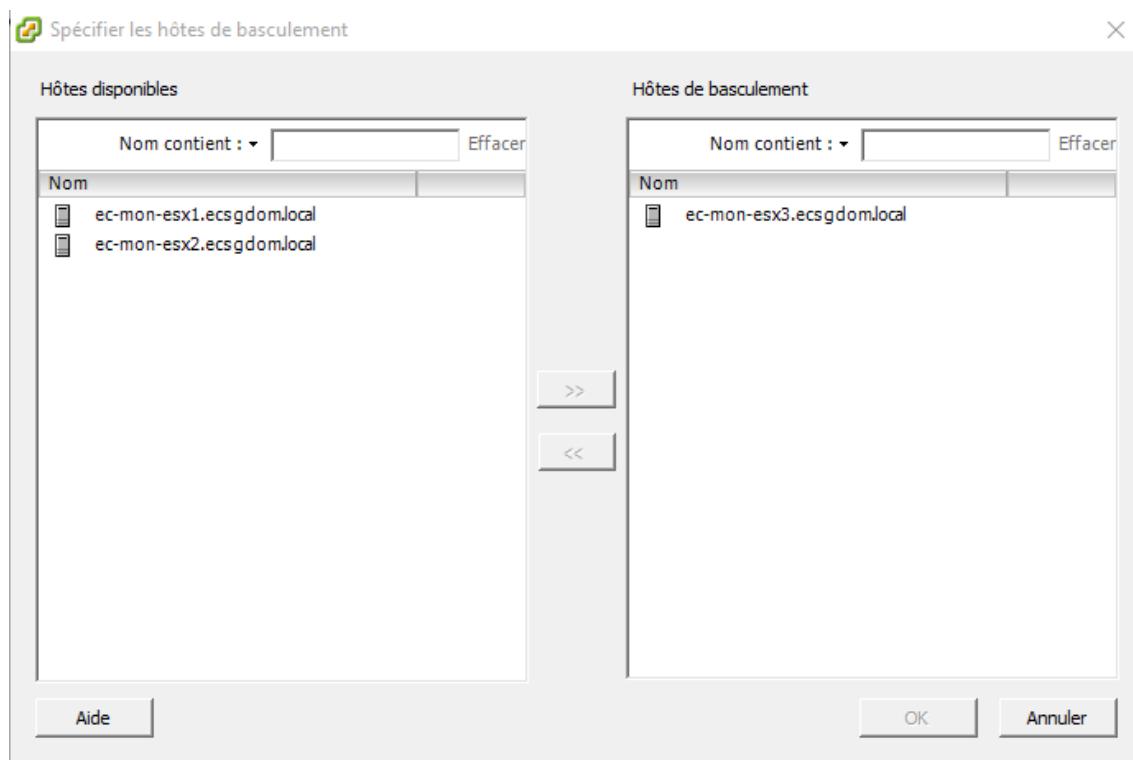 Spécifier les hôtes de basculement
Hôtes disponibles
Nom contient : Effacer
Nom
ec-mon-esx1.ecsgdom.local
ec-mon-esx2.ecsgdom.local
>>
<<
Hôtes de basculement
Nom contient : Effacer
Nom
ec-mon-esx3.ecsgdom.local
Aide
OK
Annuler